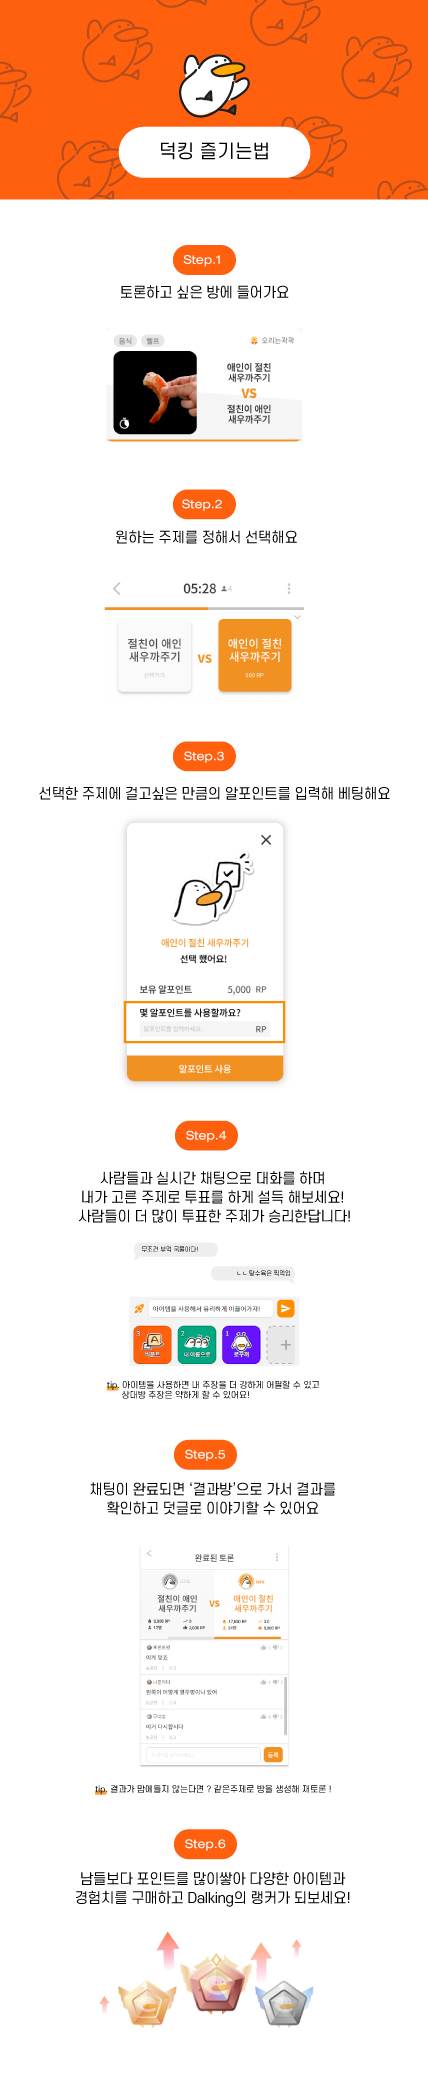 덕킹 즐기는법
Step.1
토론하고 싶은 방에 들어가요
음식 헬프
오리는꽉꽉
애인이 절친
새우까주기
VS
절친이 애인
새우까주기
Step.2
원하는 주제를 정해서 선택해요
05:28
4
절친이 애인
새우까주기
선택하기
VS
애인이 절친
새우까주기
500 RP
Step.3
선택한 주제에 걸고싶은 만큼의 알포인트를 입력해 베팅해요
애인이 절친 새우까주기
선택 했어요!
보유 알포인트 5,000 RP
몇 알포인트를 사용할까요?
알포인트를 입력하세요. RP
알포인트 사용
Step.4
사람들과 실시간 채팅으로 대화를 하며
내가 고른 주제로 투표를 하게 설득 해보세요!
사람들이 더 많이 투표한 주제가 승리한답니다!
무조건 부먹 국룰이다!
ㄴㄴ 탕수육은 찍먹임
아이템을 사용해서 유리하게 이끌어가자!
3
2
내 이름으로
1
tip. 아이템을 사용하면 내 주장을 더 강하게 어필할 수 있고
상대방 주장은 약하게 할 수 있어요!
Step.5
채팅이 완료되면 ‘결과방’으로 가서 결과를
확인하고 덧글로 이야기할 수 있어요
완료된 토론
절친이 애인
새우까주기
VS
애인이 절친
새우까주기
이게 맞죠
이거 다시합시다
등록
tip. 결과가 맘에들지 않는다면 ? 같은주제로 방을 생성해 재토론 !
Step.6
남들보다 포인트를 많이쌓아 다양한 아이템과
경험치를 구매하고 Dalking의 랭커가 되보세요!